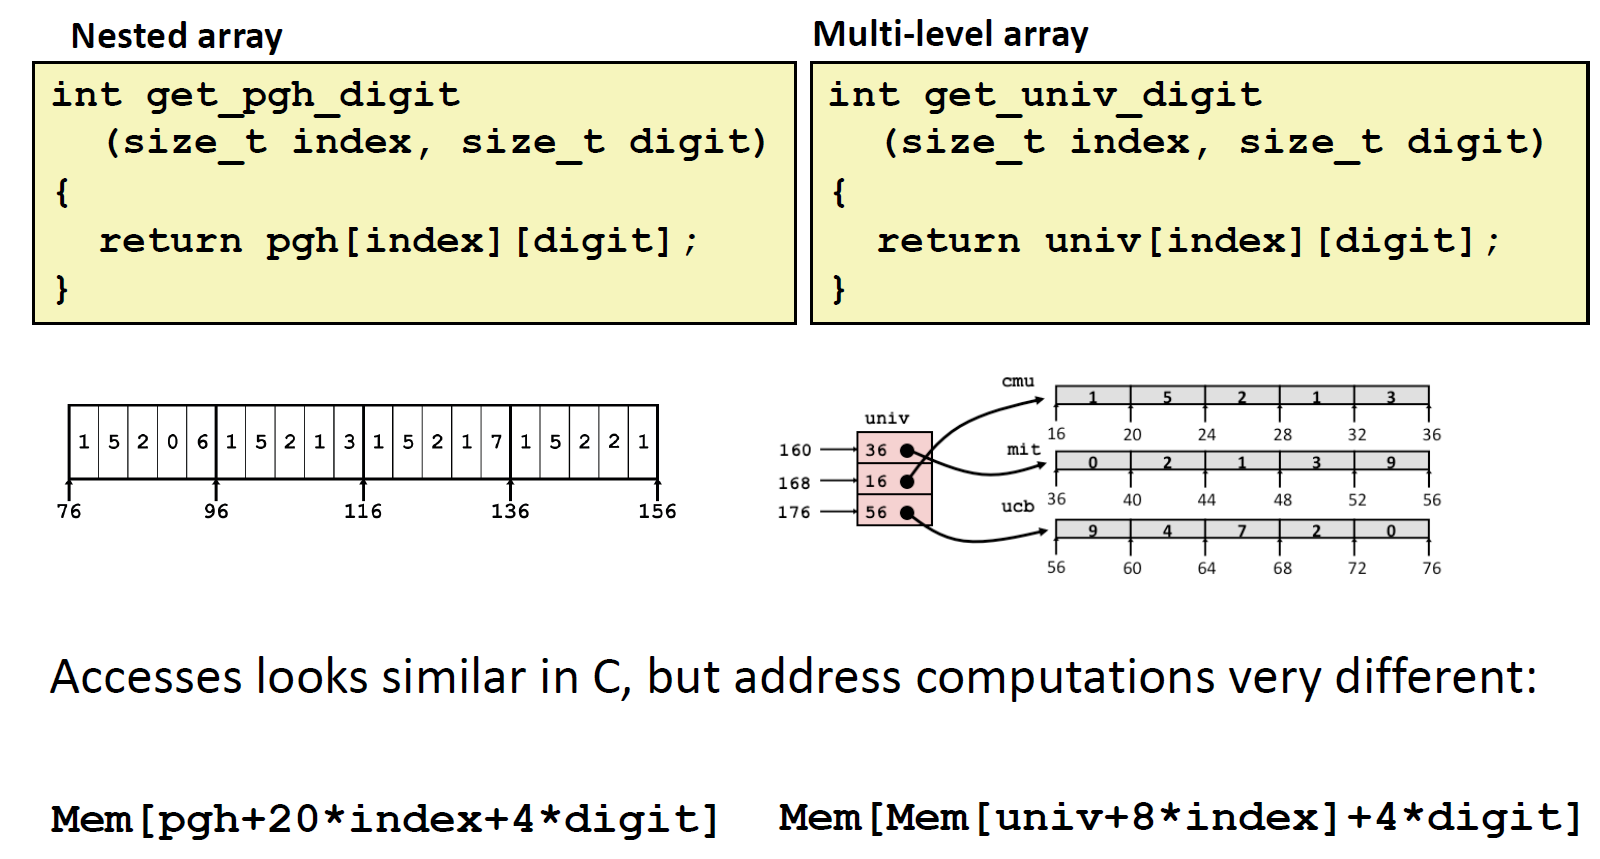 Nested array
int get_pgh_digit
(size_t index, size_t digit)
{
return pgh[index][digit];
}
Multi-level array
int get_univ_digit
(size_t index, size_t digit)
{
return univ[index][digit];
}
1 5 2 0 6 1 5 2 1 3 1 5 2 1 7 1 5 2 2 1
76 96 116 136 156
univ
160 36
168 16
176 56
cmu
1 5 2 1 3
16 20 24 28 32 36
mit
0 2 1 3 9
36 40 44 48 52 56
ucb
9 4 7 2 0
56 60 64 68 72 76
Accesses looks similar in C, but address computations very different:
Mem[pgh+20*index+4*digit]
Mem[Mem[univ+8*index]+4*digit]